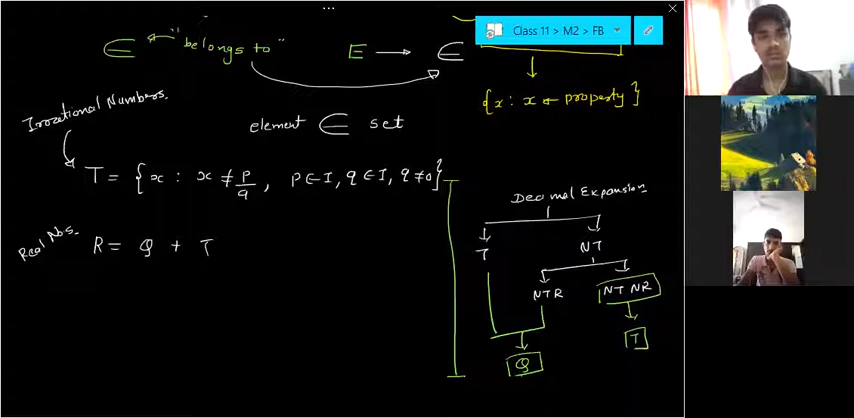 ...
∈ ← "belongs to" E → ∈
Class 11 > M2 > FB
{x : x ← property}
Irrational Numbers.
element ∈ set
T = {x : x ≠ p/q, p ∈ I, q ∈ I, q ≠ 0}
Real Nbs. R = Q + T
Decimal Expansion
T NT
NTR NT NR
Q T